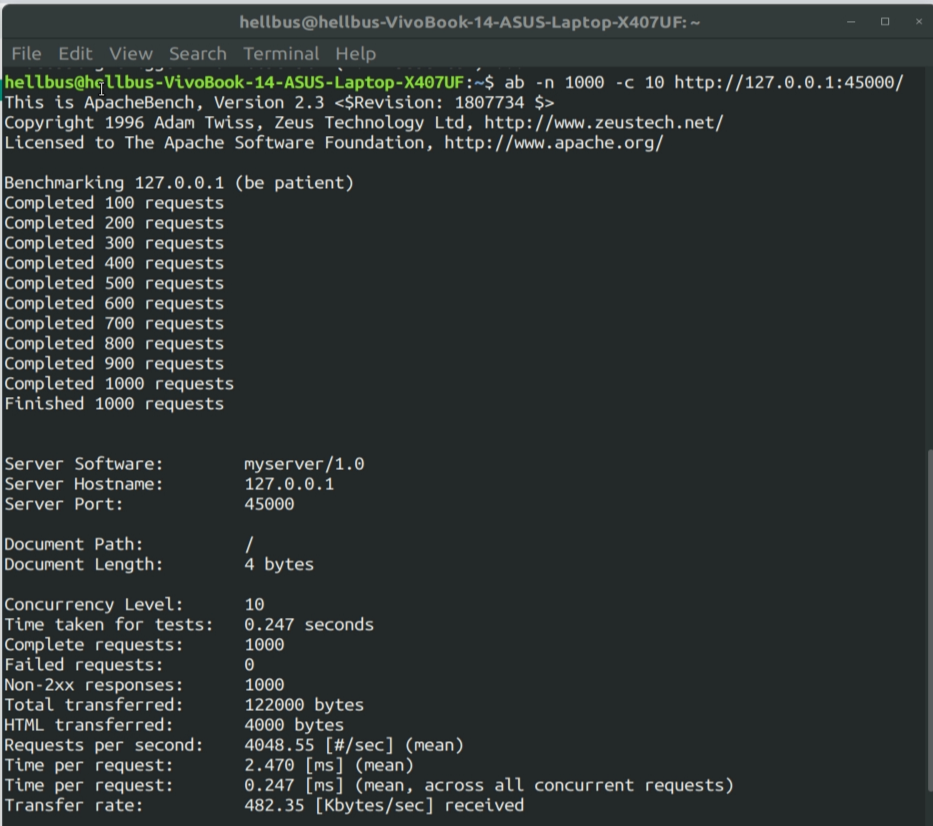 hellbus@hellbus-VivoBook-14-ASUS-Laptop-X407UF: ~
File Edit View Search Terminal Help
hellbus@hellbus-VivoBook-14-ASUS-Laptop-X407UF:~$ ab -n 1000 -c 10 http://127.0.0.1:45000/
This is ApacheBench, Version 2.3 <$Revision: 1807734 $>
Copyright 1996 Adam Twiss, Zeus Technology Ltd, http://www.zeustech.net/
Licensed to The Apache Software Foundation, http://www.apache.org/
Benchmarking 127.0.0.1 (be patient)
Completed 100 requests
Completed 200 requests
Completed 300 requests
Completed 400 requests
Completed 500 requests
Completed 600 requests
Completed 700 requests
Completed 800 requests
Completed 900 requests
Completed 1000 requests
Finished 1000 requests
Server Software: myserver/1.0
Server Hostname: 127.0.0.1
Server Port: 45000
Document Path: /
Document Length: 4 bytes
Concurrency Level: 10
Time taken for tests: 0.247 seconds
Complete requests: 1000
Failed requests: 0
Non-2xx responses: 1000
Total transferred: 122000 bytes
HTML transferred: 4000 bytes
Requests per second: 4048.55 [#/sec] (mean)
Time per request: 2.470 [ms] (mean)
Time per request: 0.247 [ms] (mean, across all concurrent requests)
Transfer rate: 482.35 [Kbytes/sec] received